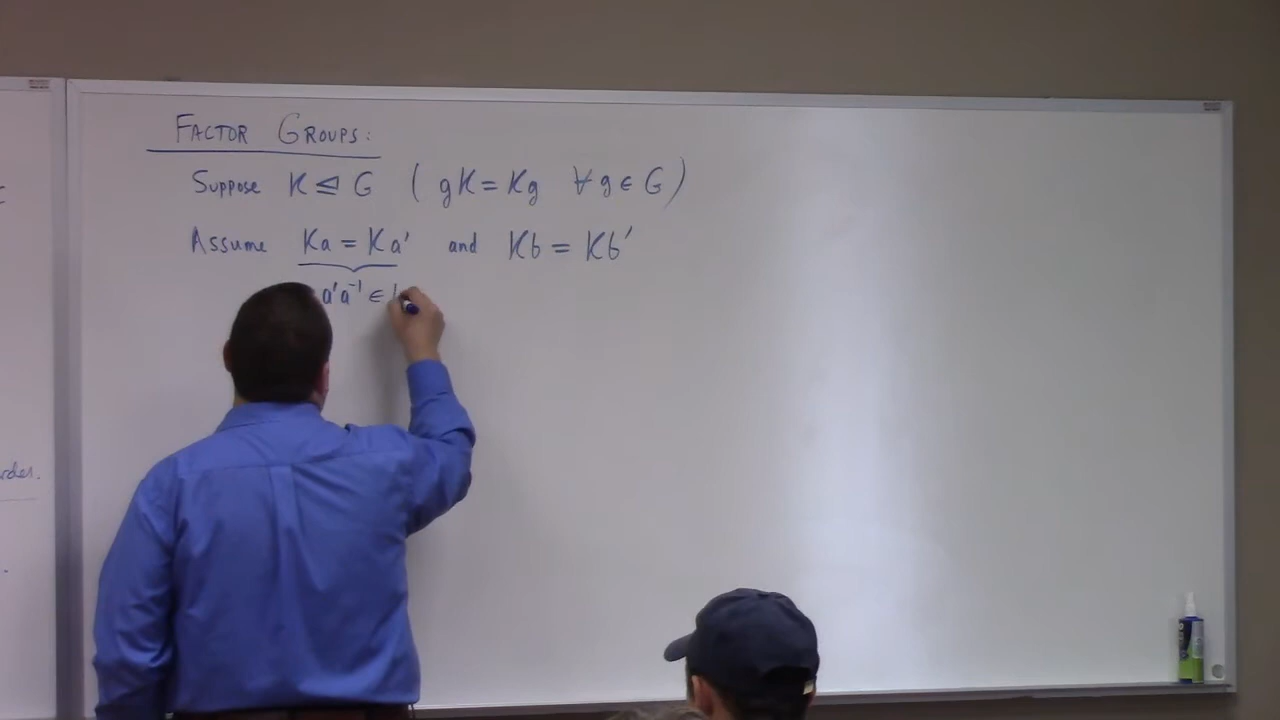 FACTOR GROUPS:
SUPPOSE K ⊴ G ( gK = Kg ∀ g ∈ G )
ASSUME Ka = Ka' and Kb = Kb'
a'a⁻¹ ∈